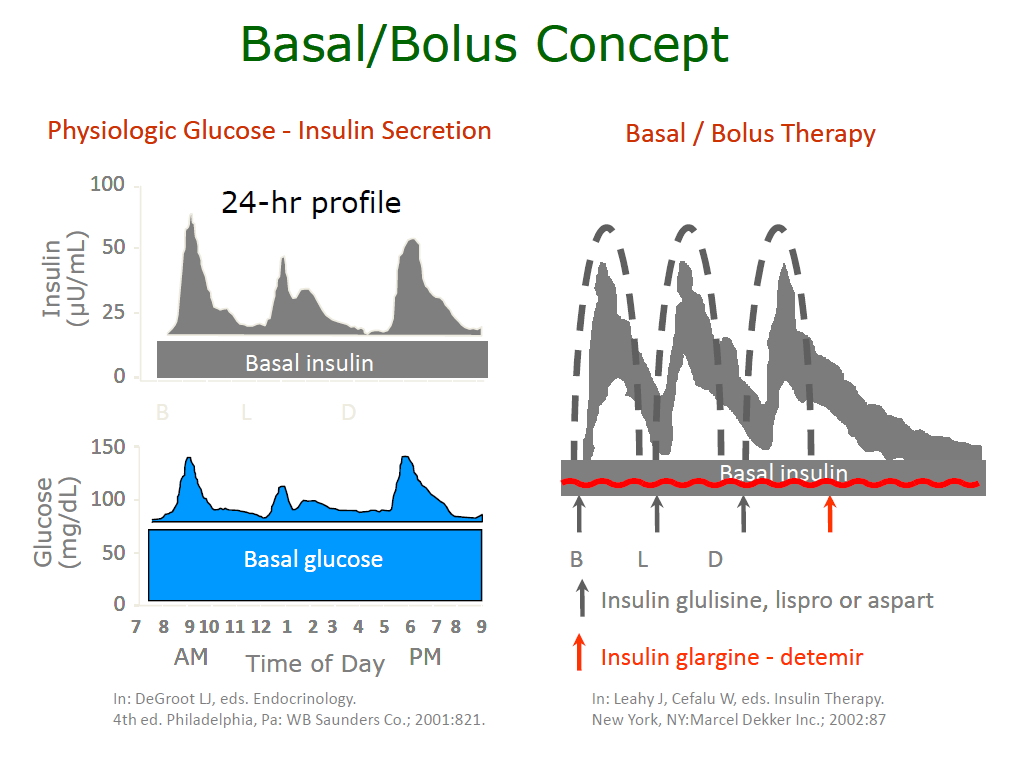 Basal/Bolus Concept
Physiologic Glucose - Insulin Secretion
24-hr profile
Insulin
(µU/mL)
100
50
25
0
Basal insulin
B L D
Glucose
(mg/dL)
150
100
50
0
Basal glucose
7 8 9 10 11 12 1 2 3 4 5 6 7 8 9
AM Time of Day PM
In: DeGroot LJ, eds. Endocrinology.
4th ed. Philadelphia, Pa: WB Saunders Co.; 2001:821.
Basal / Bolus Therapy
Basal insulin
B L D
Insulin glulisine, lispro or aspart
Insulin glargine - detemir
In: Leahy J, Cefalu W, eds. Insulin Therapy.
New York, NY:Marcel Dekker Inc.; 2002:87